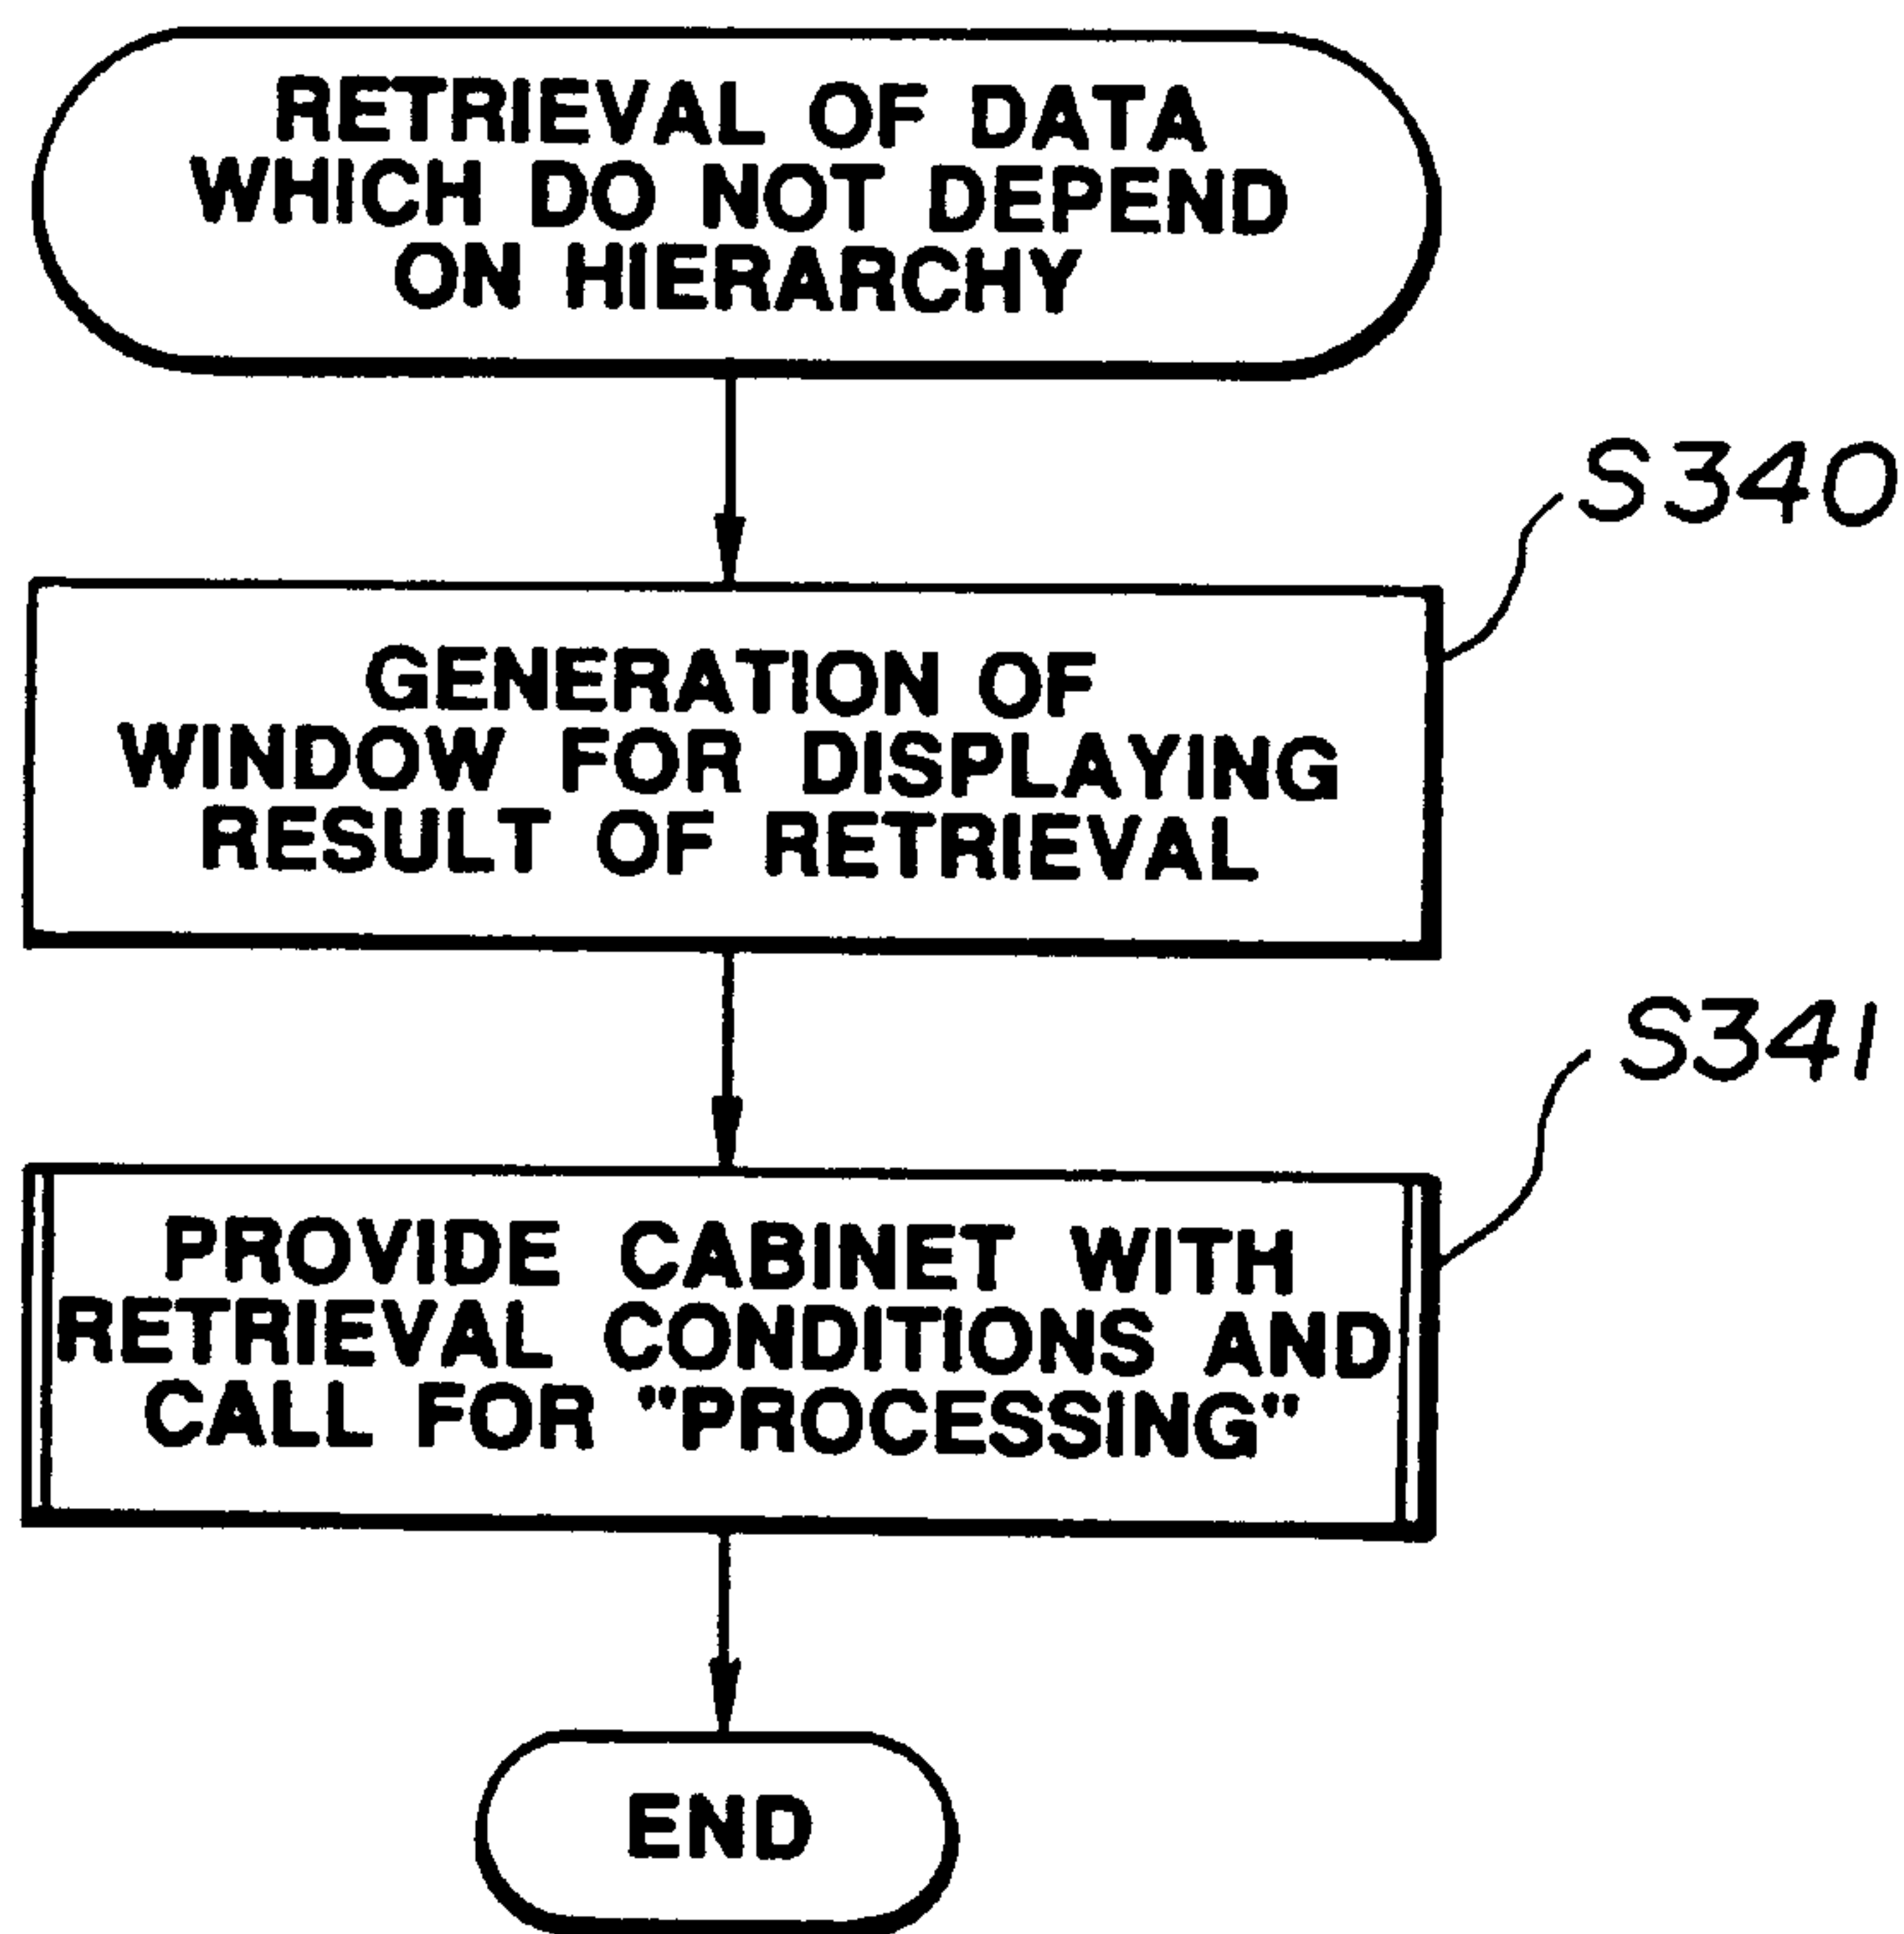 RETRIEVAL OF DATA
WHICH DO NOT DEPEND
ON HIERARCHY
S340
GENERATION OF
WINDOW FOR DISPLAYING
RESULT OF RETRIEVAL
S341
PROVIDE CABINET WITH
RETRIEVAL CONDITIONS AND
CALL FOR "PROCESSING"
END